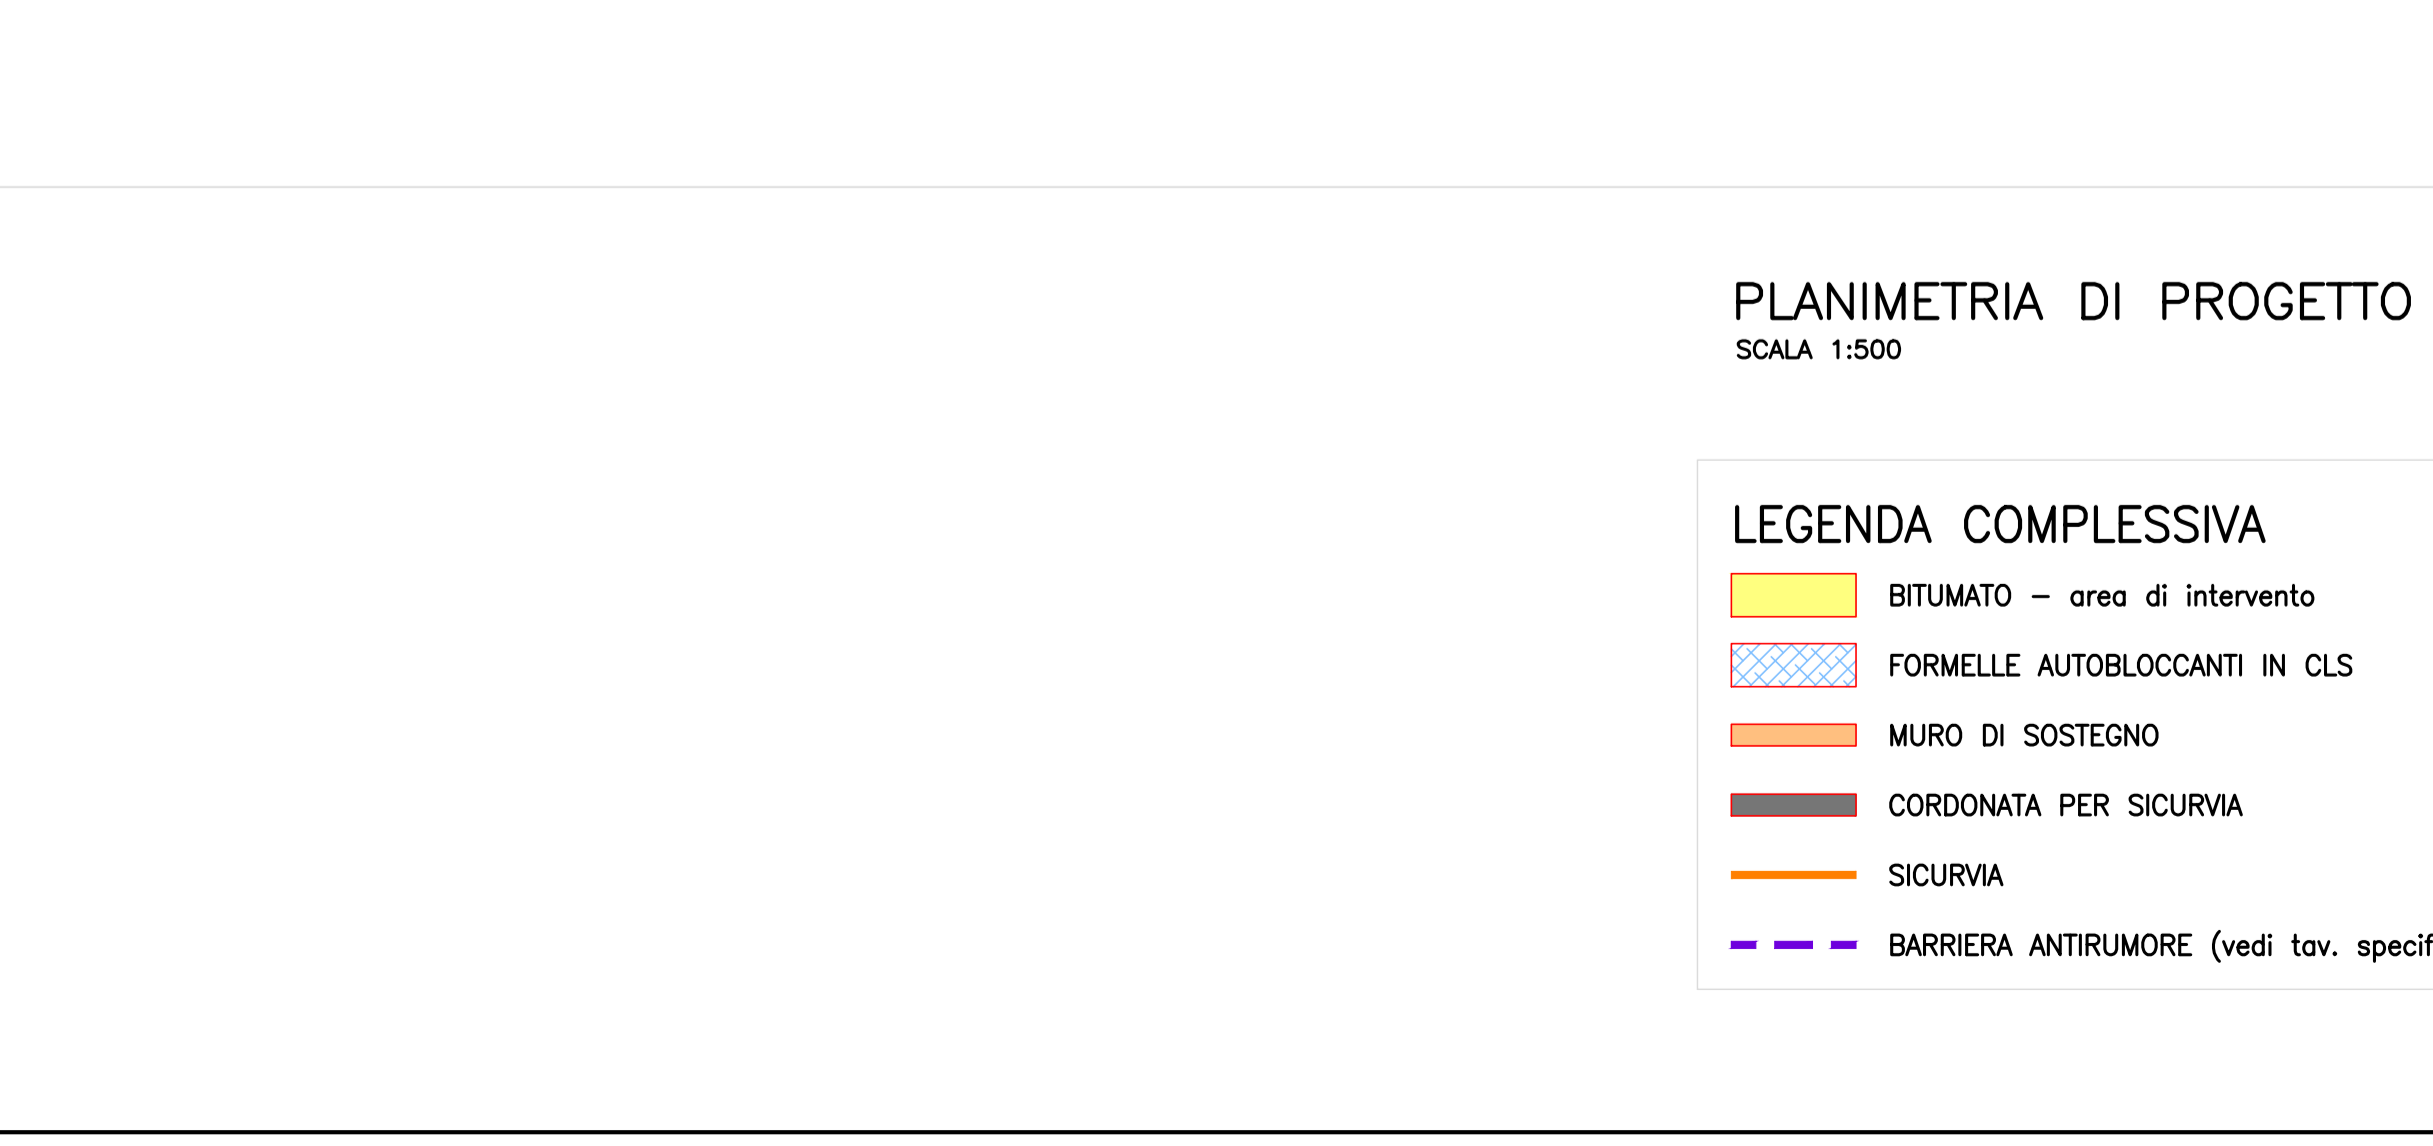 PLANIMETRIA DI PROGETTO
SCALA 1:500
LEGENDA COMPLESSIVA
BITUMATO – area di intervento
FORMELLE AUTOBLOCCANTI IN CLS
MURO DI SOSTEGNO
CORDONATA PER SICURVIA
SICURVIA
BARRIERA ANTIRUMORE (vedi tav.